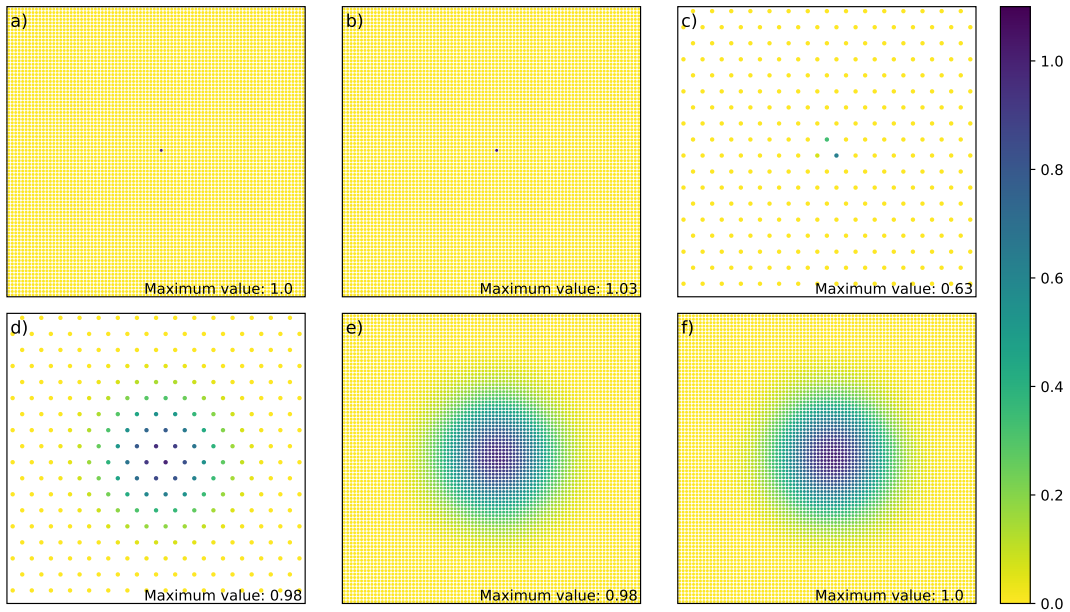 a)
Maximum value: 1.0
b)
Maximum value: 1.03
c)
Maximum value: 0.63
d)
Maximum value: 0.98
e)
Maximum value: 0.98
f)
Maximum value: 1.0
1.0
0.8
0.6
0.4
0.2
0.0